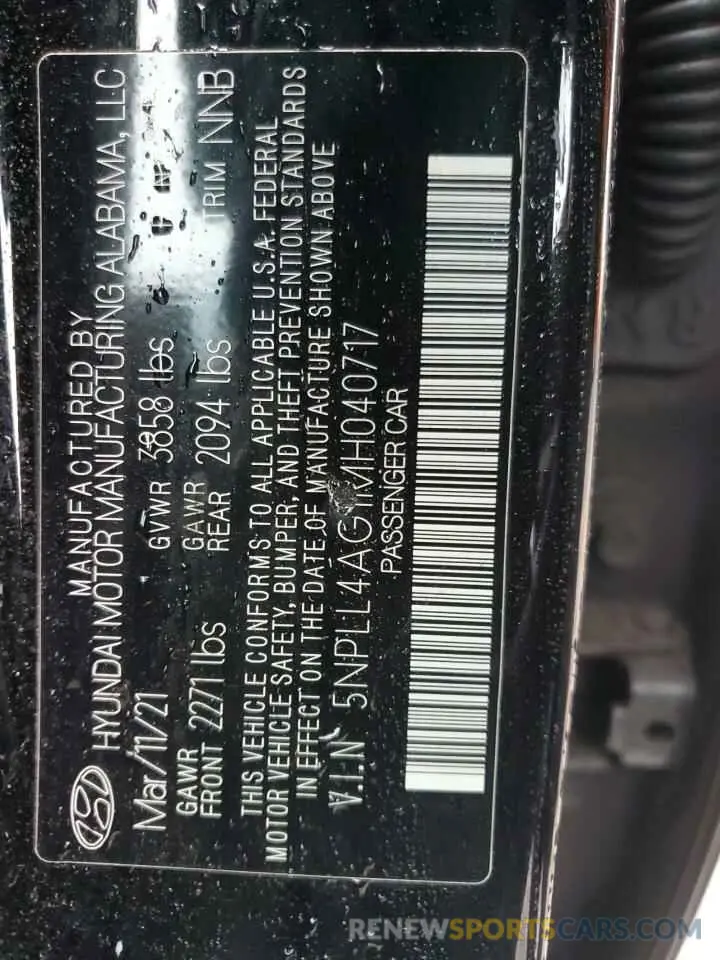 MANUFACTURED BY
HYUNDAI MOTOR MANUFACTURING ALABAMA, LLC
Mar/11/21 GVWR 3858 lbs
GAWR FRONT 2271 lbs GAWR REAR 2094 lbs TRIM NNB
THIS VEHICLE CONFORMS TO ALL APPLICABLE U.S.A. FEDERAL
MOTOR VEHICLE SAFETY, BUMPER, AND THEFT PREVENTION STANDARDS
IN EFFECT ON THE DATE OF MANUFACTURE SHOWN ABOVE
V.I.N 5NPLL4AG1MH040717
PASSENGER CAR
RENEWSPORTSCARS.COM